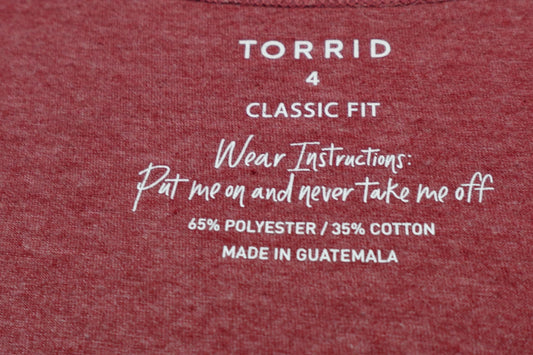 TORRID
4
CLASSIC FIT
Wear Instructions:
Put me on and never take me off
65% POLYESTER / 35% COTTON
MADE IN GUATEMALA